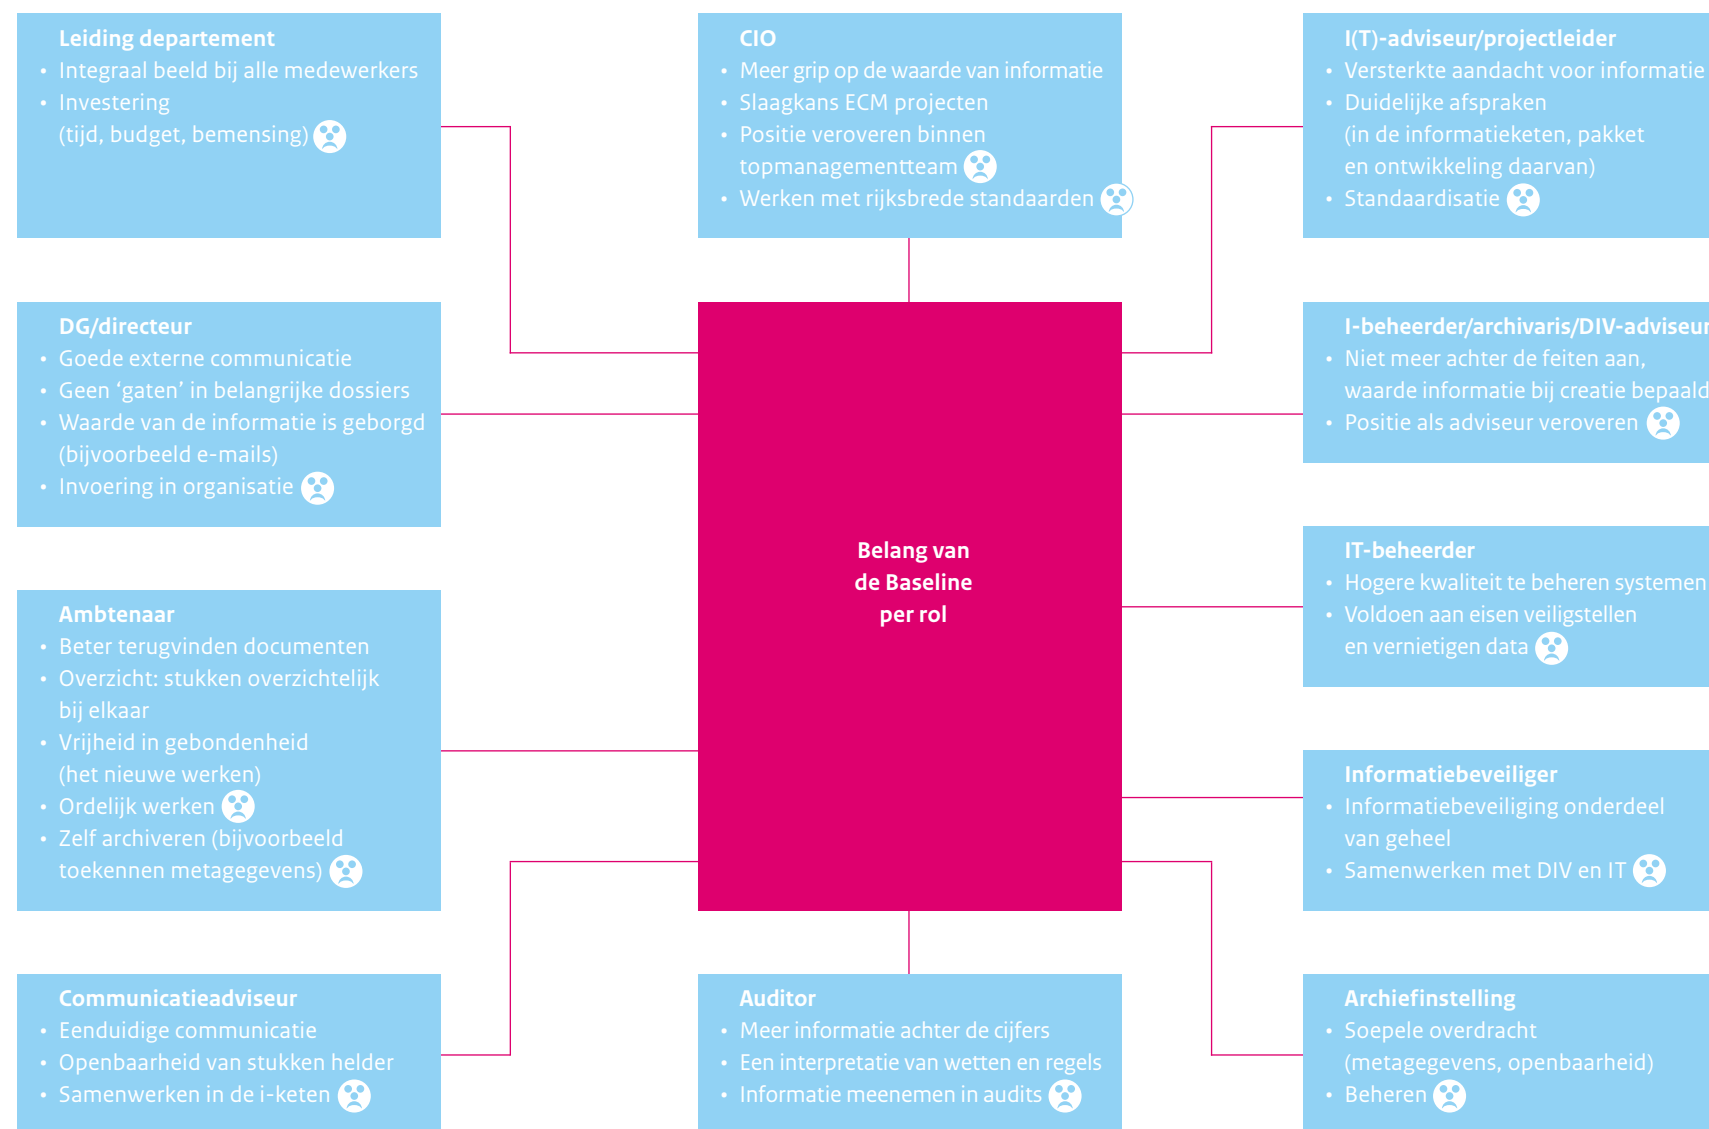 Leiding departement
• Integraal beeld bij alle medewerkers
• Investering
(tijd, budget, bemensing)
DG/directeur
• Goede externe communicatie
• Geen ‘gaten’ in belangrijke dossiers
• Waarde van de informatie is geborgd
(bijvoorbeeld e-mails)
• Invoering in organisatie
Ambtenaar
• Beter terugvinden documenten
• Overzicht: stukken overzichtelijk
bij elkaar
• Vrijheid in gebondenheid
(het nieuwe werken)
• Ordelijk werken
• Zelf archiveren (bijvoorbeeld
toekennen metagegevens)
Communicatieadviseur
• Eenduidige communicatie
• Openbaarheid van stukken helder
• Samenwerken in de i-keten
CIO
• Meer grip op de waarde van informatie
• Slaagkans ECM projecten
• Positie veroveren binnen
topmanagementteam
• Werken met rijksbrede standaarden
Belang van
de Baseline
per rol
Auditor
• Meer informatie achter de cijfers
• Een interpretatie van wetten en regels
• Informatie meenemen in audits
I(T)-adviseur/projectleider
• Versterkte aandacht voor informatie
• Duidelijke afspraken
(in de informatieketen, pakket
en ontwikkeling daarvan)
• Standaardisatie
I-beheerder/archivaris/DIV-adviseur
• Niet meer achter de feiten aan,
waarde informatie bij creatie bepaald
• Positie als adviseur veroveren
IT-beheerder
• Hogere kwaliteit te beheren systemen
• Voldoen aan eisen veiligstellen
en vernietigen data
Informatiebeveiliger
• Informatiebeveiliging onderdeel
van geheel
• Samenwerken met DIV en IT
Archiefinstelling
• Soepele overdracht
(metagegevens, openbaarheid)
• Beheren